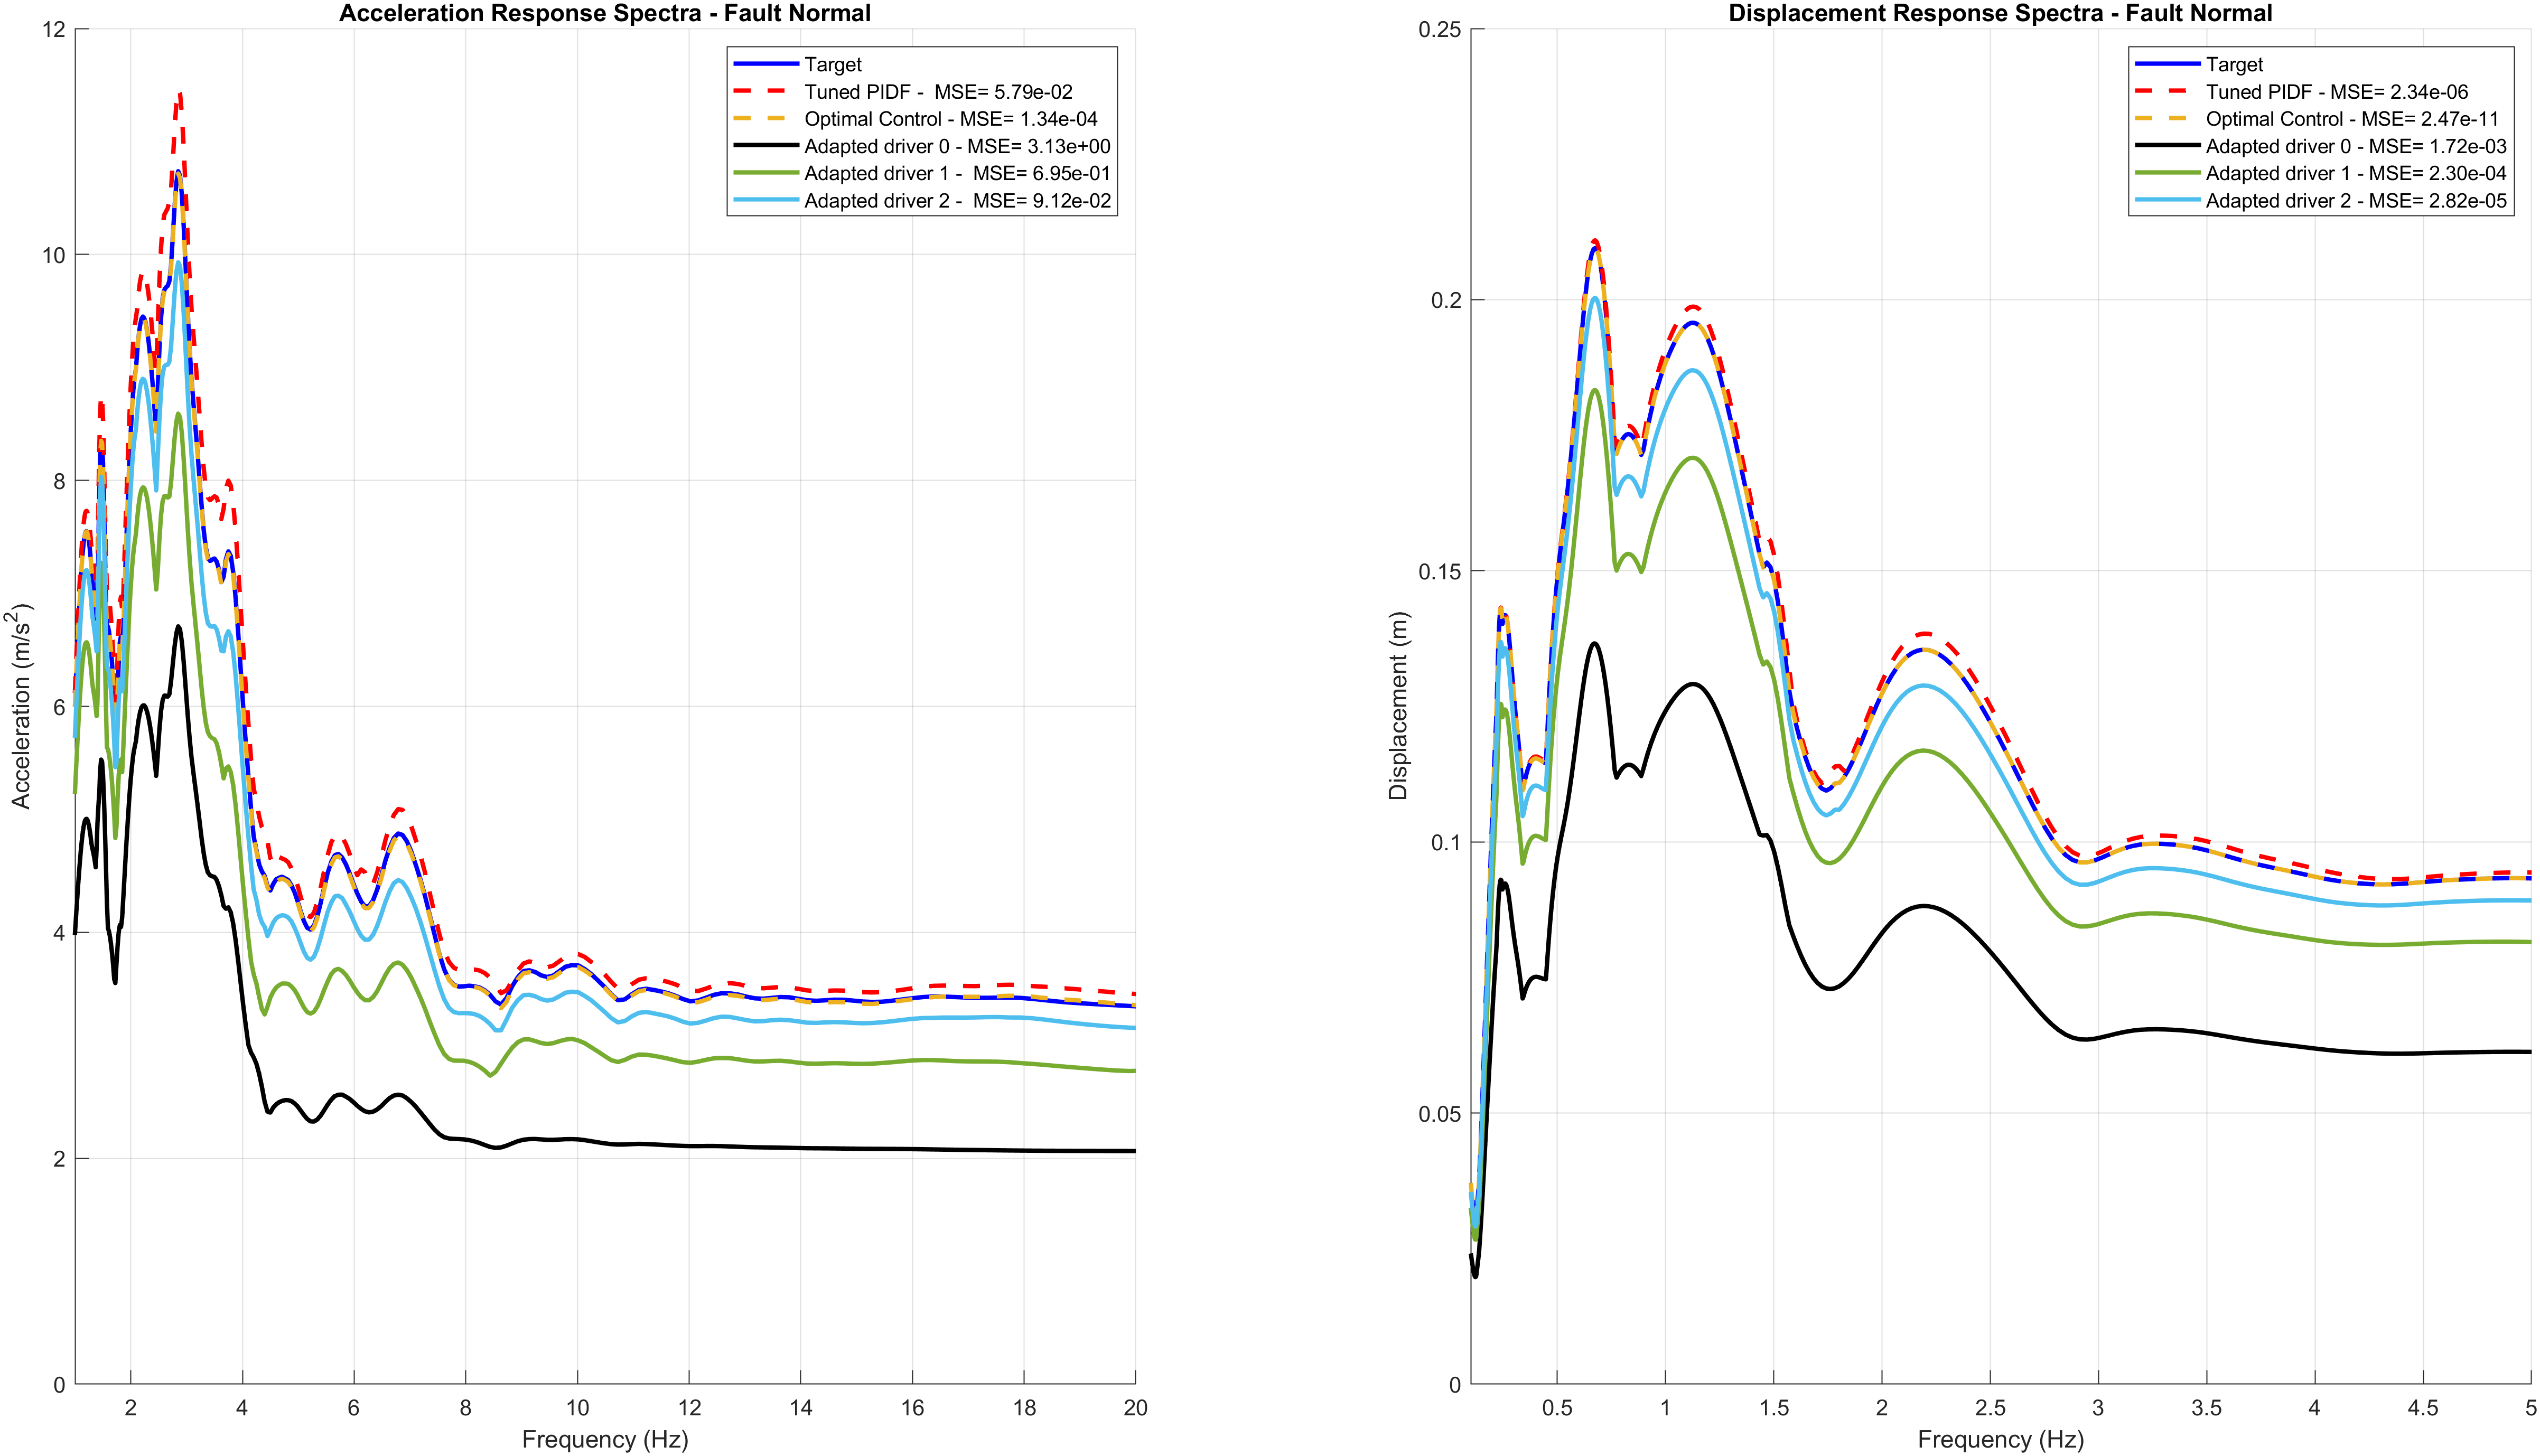 Acceleration Response Spectra - Fault Normal
12
10
8
6
4
2
0
Acceleration (m/s²)
2 4 6 8 10 12 14 16 18 20
Frequency (Hz)
Target
Tuned PIDF - MSE= 5.79e-02
Optimal Control - MSE= 1.34e-04
Adapted driver 0 - MSE= 3.13e+00
Adapted driver 1 - MSE= 6.95e-01
Adapted driver 2 - MSE= 9.12e-02
Displacement Response Spectra - Fault Normal
0.25
0.2
0.15
0.1
0.05
0
Displacement (m)
0.5 1 1.5 2 2.5 3 3.5 4 4.5 5
Frequency (Hz)
Target
Tuned PIDF - MSE= 2.34e-06
Optimal Control - MSE= 2.47e-11
Adapted driver 0 - MSE= 1.72e-03
Adapted driver 1 - MSE= 2.30e-04
Adapted driver 2 - MSE= 2.82e-05